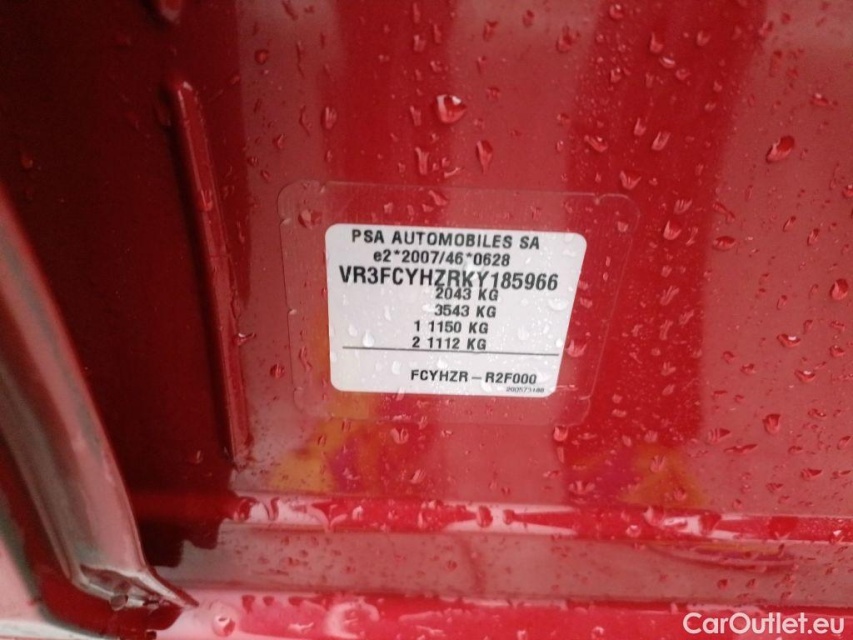 PSA AUTOMOBILES SA
e2*2007/46*0628
VR3FCYHZRKY185966
2043 KG
3543 KG
1 1150 KG
2 1112 KG
FCYHZR - R2F000
CarOutlet.eu